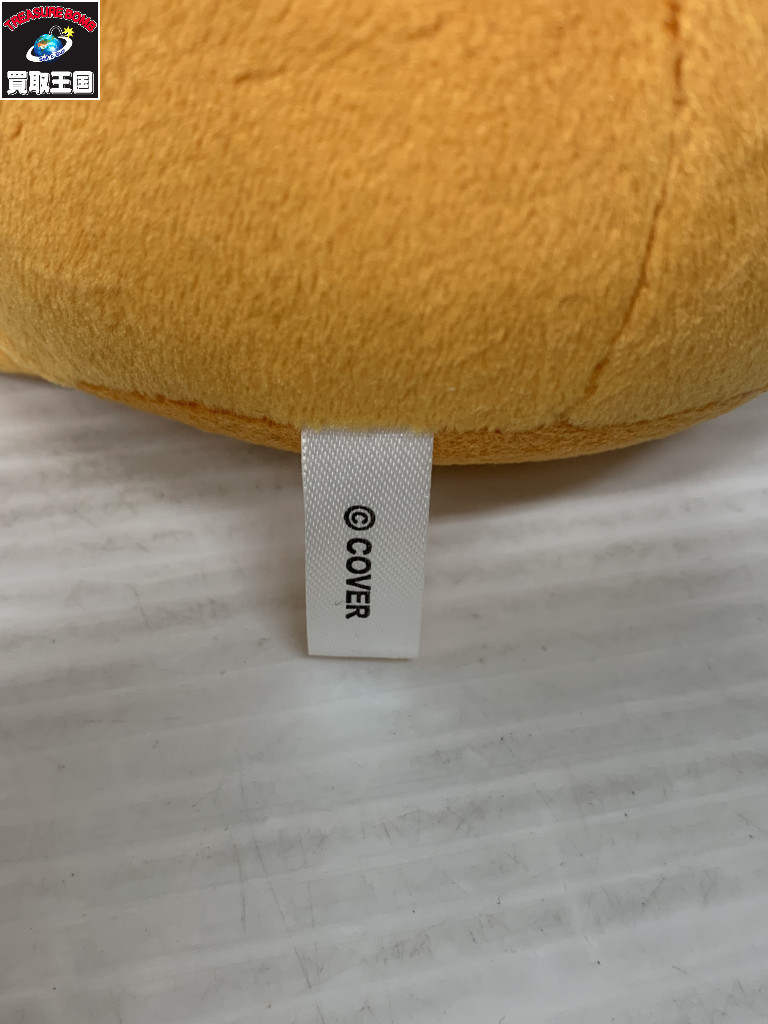 TREASURE BOMB
買取王国
© COVER